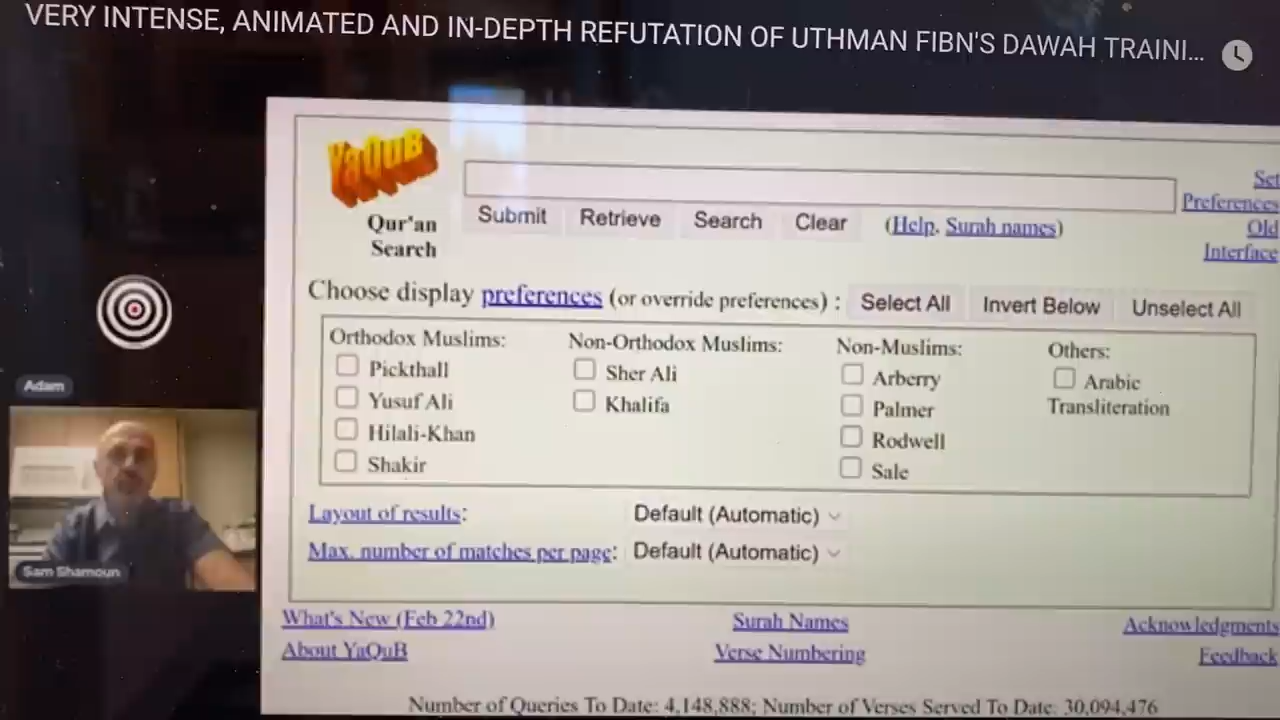 VERY INTENSE, ANIMATED AND IN-DEPTH REFUTATION OF UTHMAN FIBN'S DAWAH TRAINI...
YaQuB
Qur'an
Search
Submit Retrieve Search Clear (Help, Surah names)
Set
Preferences
Old
Interface
Choose display preferences (or override preferences) : Select All Invert Below Unselect All
Orthodox Muslims: Non-Orthodox Muslims: Non-Muslims: Others:
Pickthall Sher Ali Arberry Arabic
Yusuf Ali Khalifa Palmer Transliteration
Hilali-Khan Rodwell
Shakir Sale
Layout of results: Default (Automatic)
Max. number of matches per page: Default (Automatic)
Adam
Sam Shamoun
What's New (Feb 22nd) Surah Names Acknowledgments
About YaQuB Verse Numbering Feedback
Number of Queries To Date: 4,148,888; Number of Verses Served To Date: 30,094,476